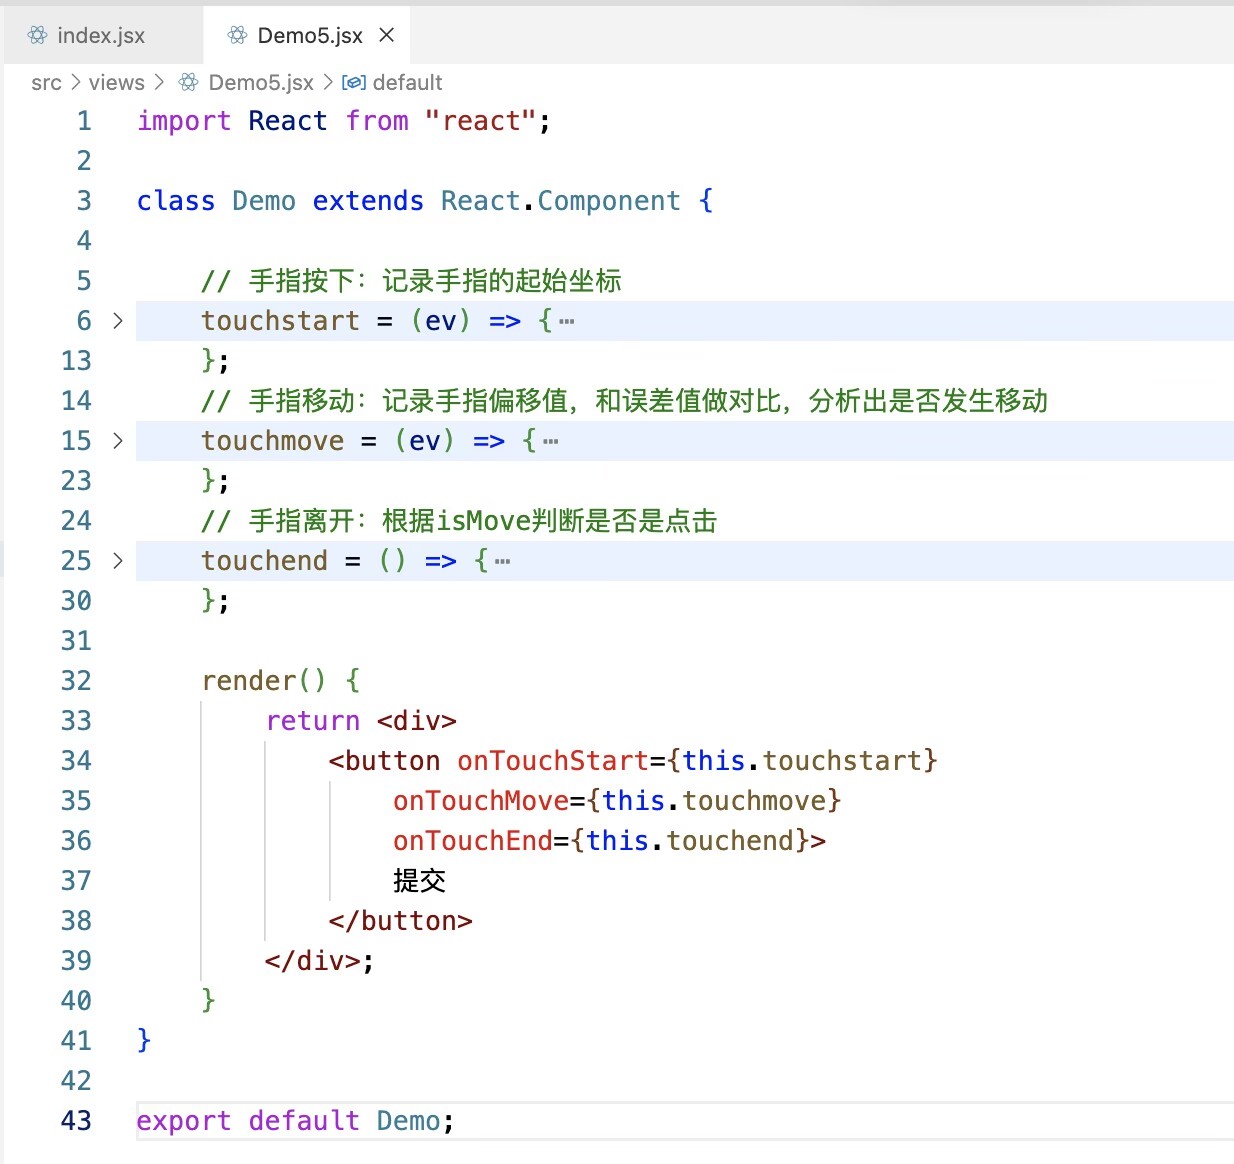 index.jsx Demo5.jsx
src > views > Demo5.jsx > default
1 import React from "react";
2
3 class Demo extends React.Component {
4
5 // 手指按下：记录手指的起始坐标
6 touchstart = (ev) => {…
13 };
14 // 手指移动：记录手指偏移值，和误差值做对比，分析出是否发生移动
15 touchmove = (ev) => {…
23 };
24 // 手指离开：根据isMove判断是否是点击
25 touchend = () => {…
30 };
31
32 render() {
33 return <div>
34 <button onTouchStart={this.touchstart}
35 onTouchMove={this.touchmove}
36 onTouchEnd={this.touchend}>
37 提交
38 </button>
39 </div>;
40 }
41 }
42
43 export default Demo;